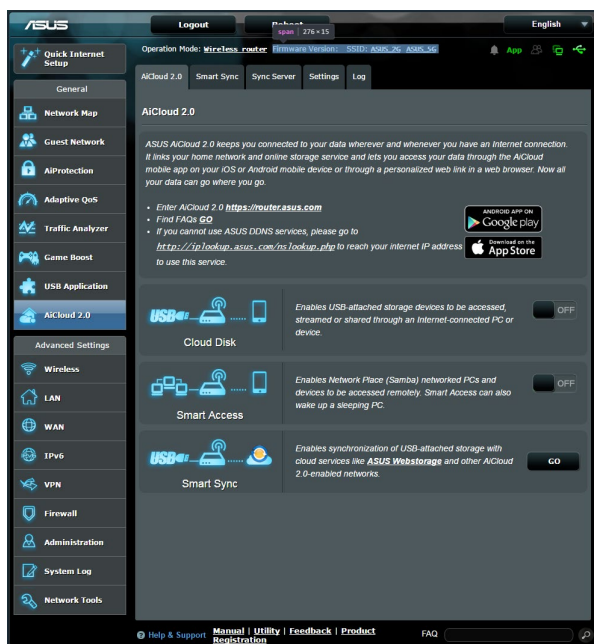 ASUS
Logout
Reboot
English
span 276×15
Quick Internet
Setup
Operation Mode: Wireless router Firmware Version: SSID: ASUS_2G ASUS_5G
App
AiCloud 2.0 Smart Sync Sync Server Settings Log
General
Network Map
Guest Network
AiProtection
Adaptive QoS
Traffic Analyzer
Game Boost
USB Application
AiCloud 2.0
Advanced Settings
Wireless
LAN
WAN
IPv6
VPN
Firewall
Administration
System Log
Network Tools
AiCloud 2.0
ASUS AiCloud 2.0 keeps you connected to your data wherever and whenever you have an Internet connection.
It links your home network and online storage service and lets you access your data through the AiCloud
mobile app on your iOS or Android mobile device or through a personalized web link in a web browser. Now all
your data can go where you go.
• Enter AiCloud 2.0 https://router.asus.com
• Find FAQs GO
• If you cannot use ASUS DDNS services, please go to
http://iplookup.asus.com/nslookup.php to reach your internet IP address
to use this service.
ANDROID APP ON
Google play
Download on the
App Store
USB
Cloud Disk
Enables USB-attached storage devices to be accessed,
streamed or shared through an Internet-connected PC or
device.
OFF
Smart Access
Enables Network Place (Samba) networked PCs and
devices to be accessed remotely. Smart Access can also
wake up a sleeping PC.
OFF
USB
Smart Sync
Enables synchronization of USB-attached storage with
cloud services like ASUS Webstorage and other AiCloud
2.0-enabled networks.
GO
Help & Support
Manual | Utility | Feedback | Product
Registration
FAQ